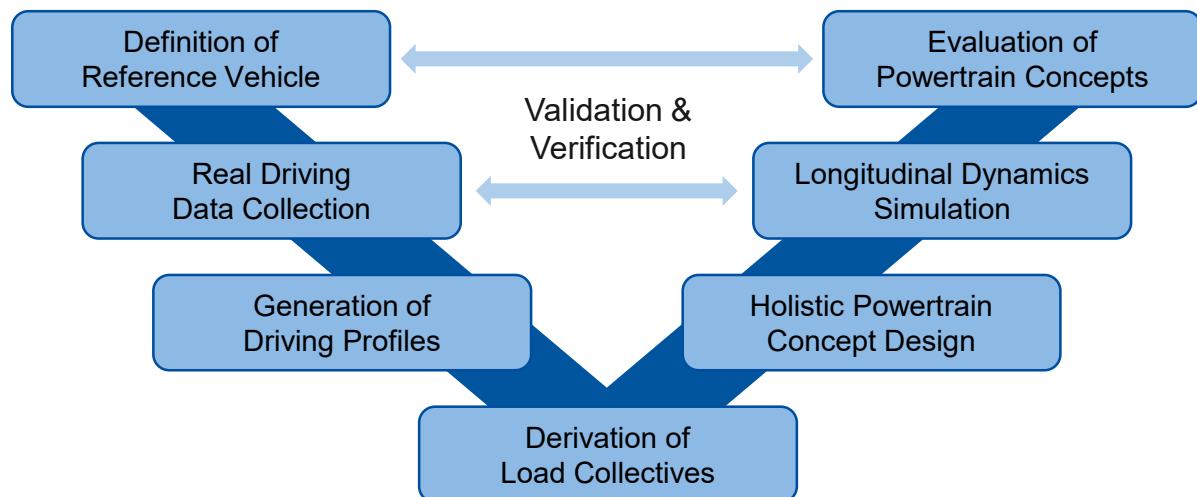 Definition of
Reference Vehicle
Evaluation of
Powertrain Concepts
Validation &
Verification
Real Driving
Data Collection
Longitudinal Dynamics
Simulation
Generation of
Driving Profiles
Holistic Powertrain
Concept Design
Derivation of
Load Collectives